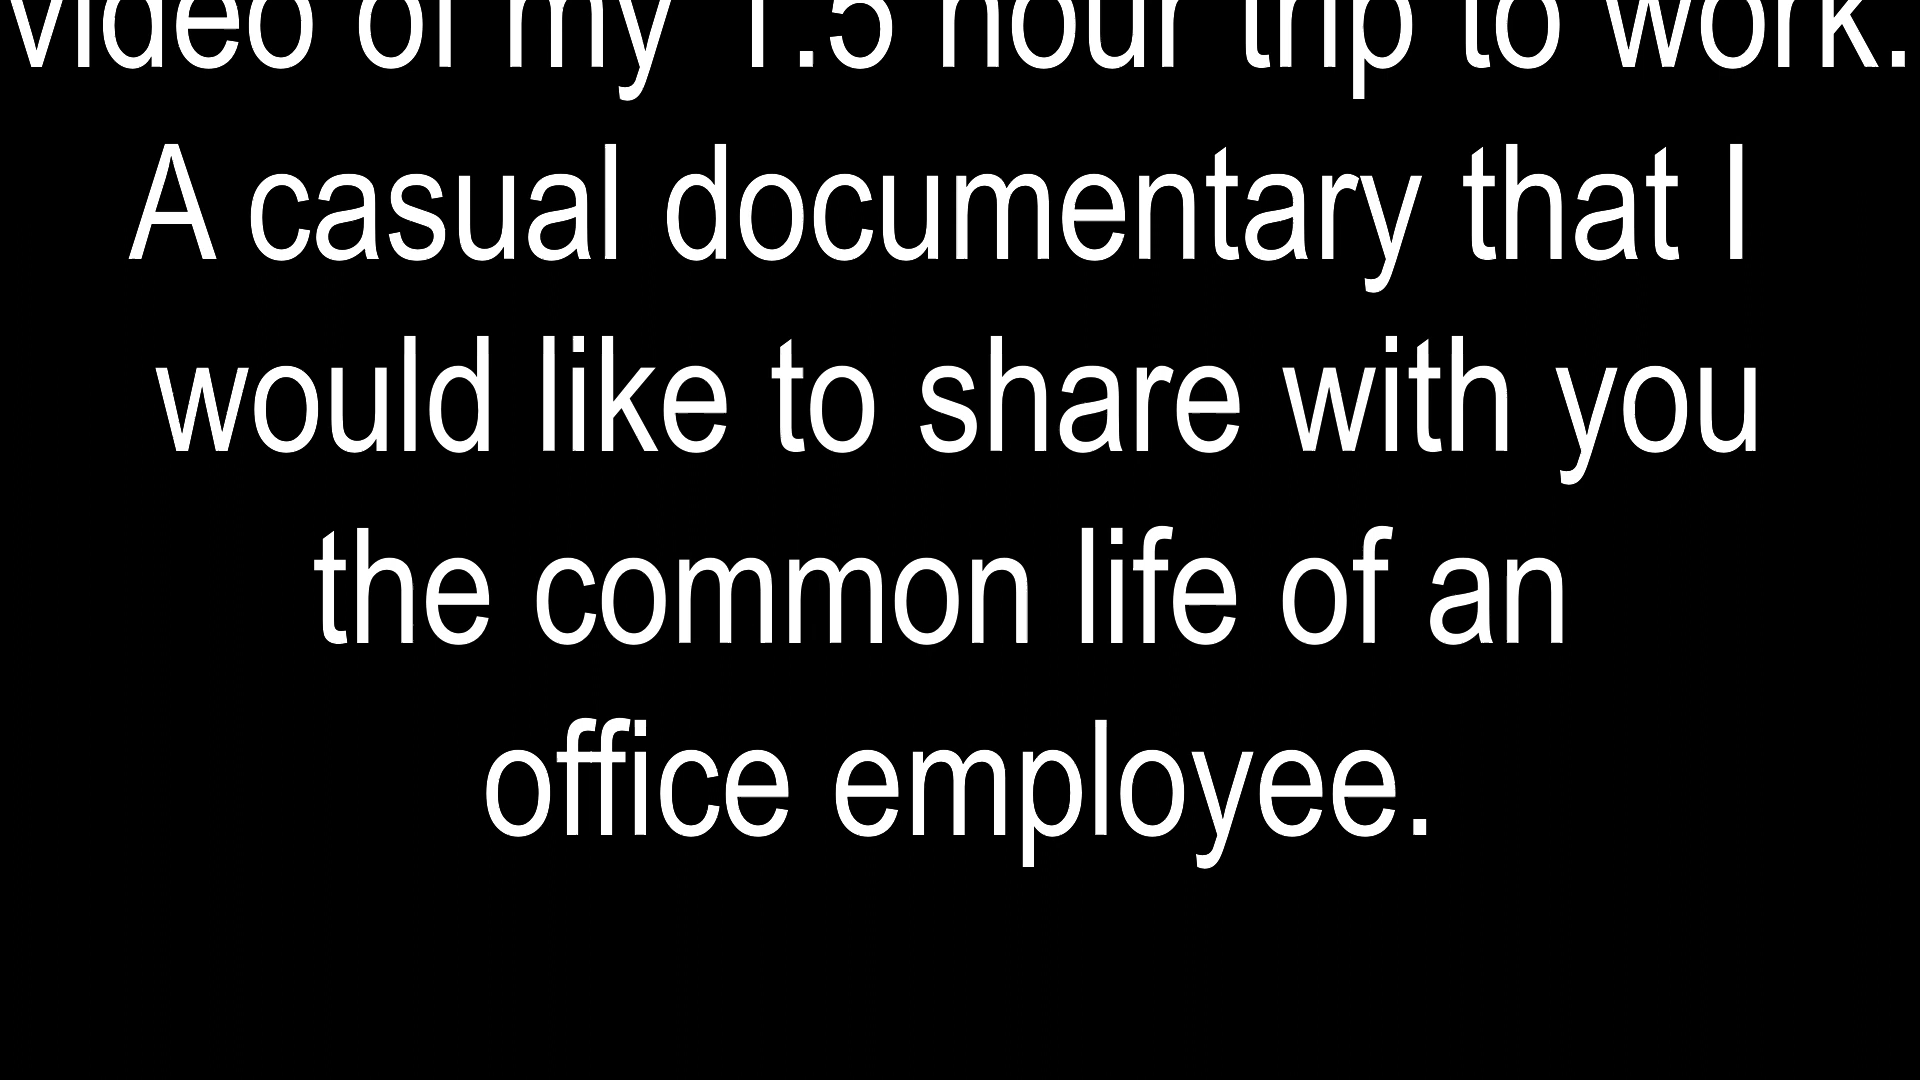 video of my 1.5 hour trip to work.
A casual documentary that I
would like to share with you
the common life of an
office employee.